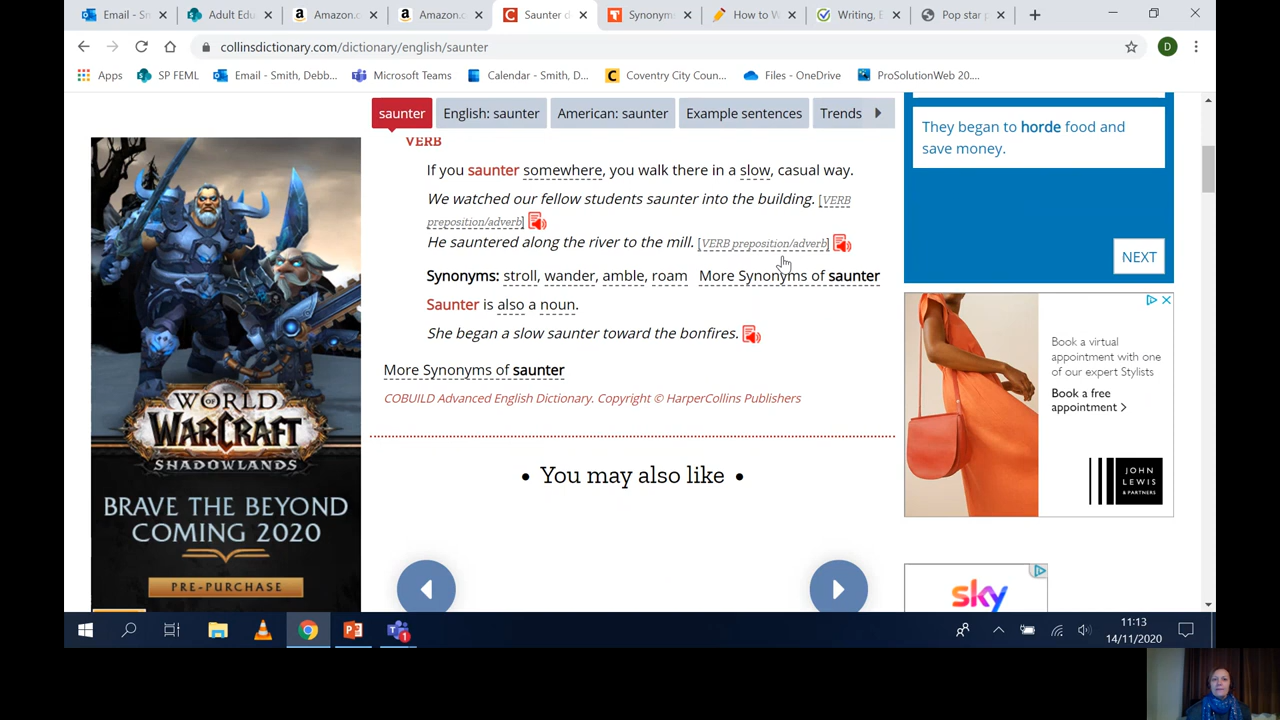 Email - Sn
Adult Edu
Amazon.c
Amazon.c
Saunter d
Synonyms
How to W
Writing, E
Pop star p
collinsdictionary.com/dictionary/english/saunter
D
Apps
SP FEML
Email - Smith, Debb...
Microsoft Teams
Calendar - Smith, D...
Coventry City Coun...
Files - OneDrive
ProSolutionWeb 20....
saunter
English: saunter
American: saunter
Example sentences
Trends
VERB
If you saunter somewhere, you walk there in a slow, casual way.
We watched our fellow students saunter into the building. [VERB
preposition/adverb]
He sauntered along the river to the mill. [VERB preposition/adverb]
Synonyms: stroll, wander, amble, roam More Synonyms of saunter
Saunter is also a noun.
She began a slow saunter toward the bonfires.
More Synonyms of saunter
COBUILD Advanced English Dictionary. Copyright © HarperCollins Publishers
• You may also like •
They began to horde food and
save money.
NEXT
WORLD
OF
WARCRAFT
SHADOWLANDS
BRAVE THE BEYOND
COMING 2020
PRE-PURCHASE
Book a virtual
appointment with one
of our expert Stylists
Book a free
appointment >
JOHN
LEWIS
& PARTNERS
sky
11:13
14/11/2020